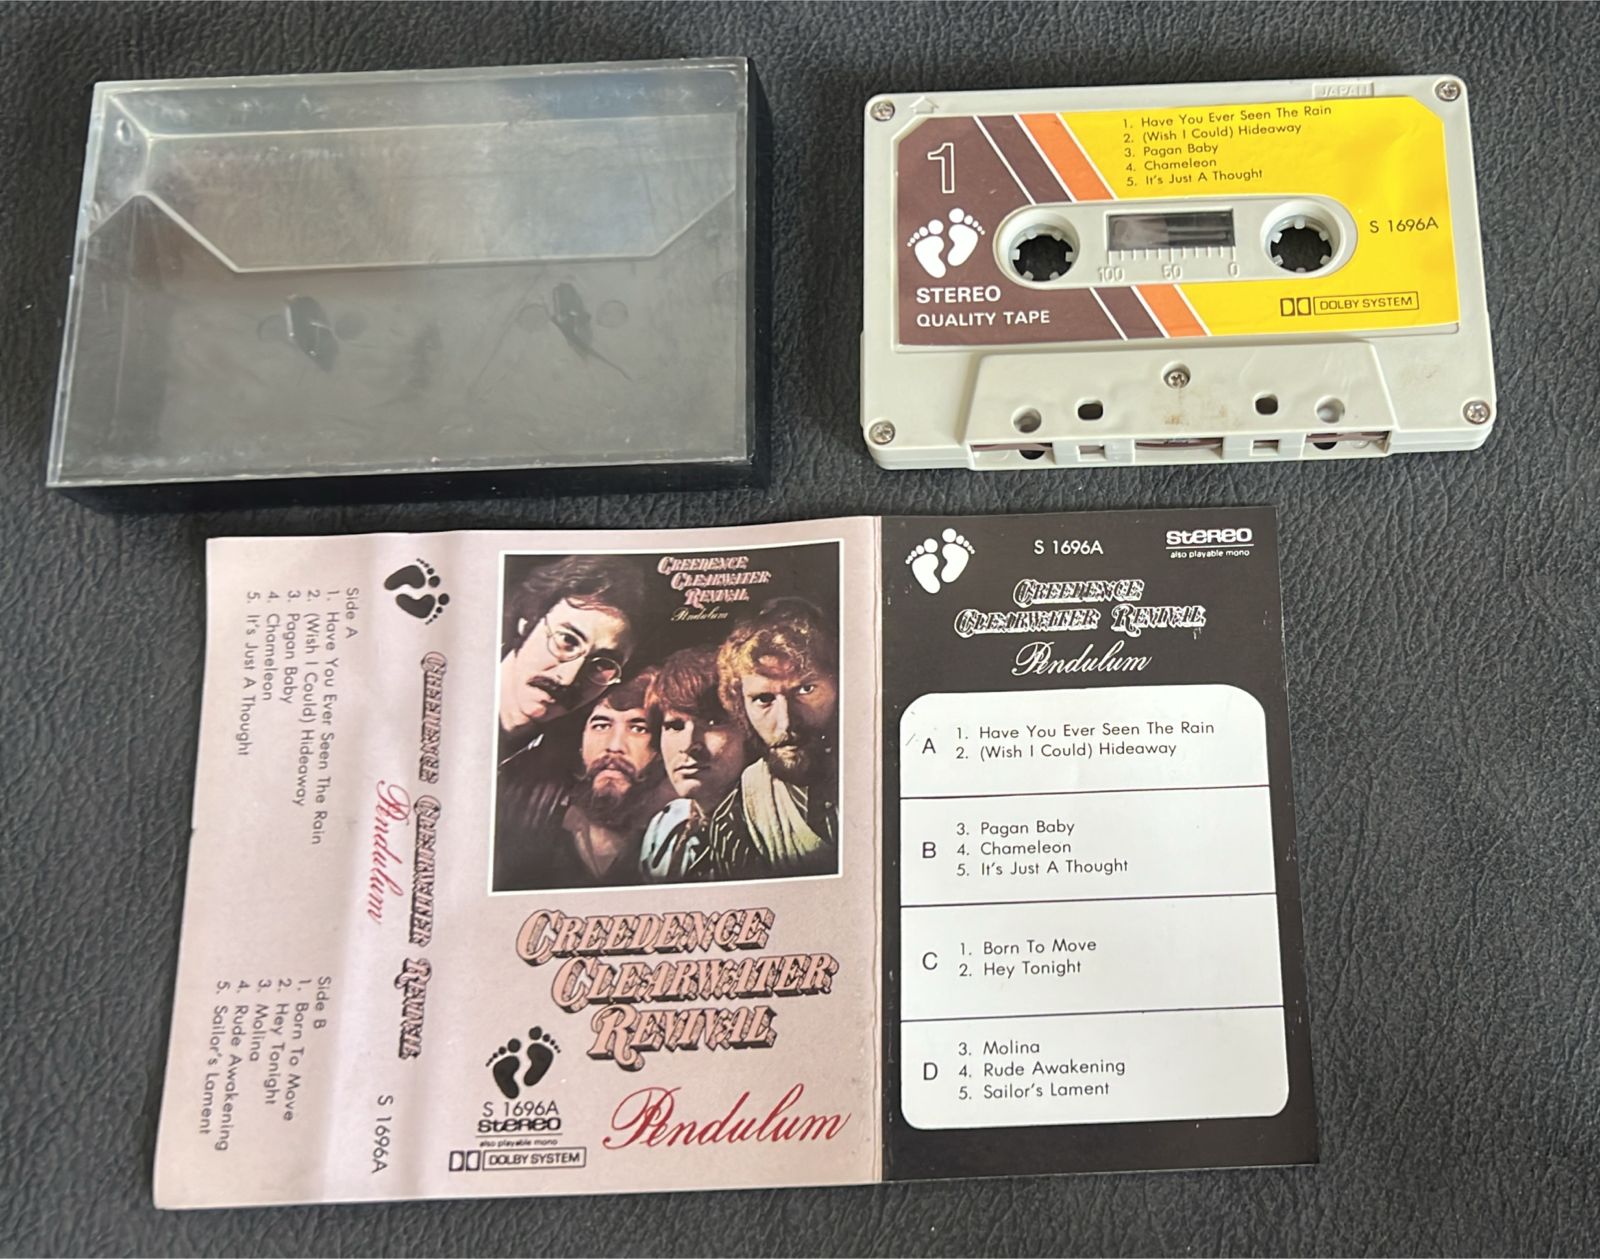 JAPAN
1
1. Have You Ever Seen The Rain
2. (Wish I Could) Hideaway
3. Pagan Baby
4. Chameleon
5. It's Just A Thought
S 1696A
100 50 0
STEREO
QUALITY TAPE
DOLBY SYSTEM
Side A
1. Have You Ever Seen The Rain
2. (Wish I Could) Hideaway
3. Pagan Baby
4. Chameleon
5. It's Just A Thought
Side B
1. Born To Move
2. Hey Tonight
3. Molina
4. Rude Awakening
5. Sailor's Lament
CREEDENCE CLEARWATER REVIVAL
Pendulum
S 1696A
CREEDENCE
CLEARWATER
REVIVAL
Pendulum
CREEDENCE
CLEARWATER
REVIVAL
Pendulum
S 1696A
STEREO
also playable mono
DOLBY SYSTEM
S 1696A
STEREO
also playable mono
CREEDENCE
CLEARWATER REVIVAL
Pendulum
A
1. Have You Ever Seen The Rain
2. (Wish I Could) Hideaway
B
3. Pagan Baby
4. Chameleon
5. It's Just A Thought
C
1. Born To Move
2. Hey Tonight
D
3. Molina
4. Rude Awakening
5. Sailor's Lament